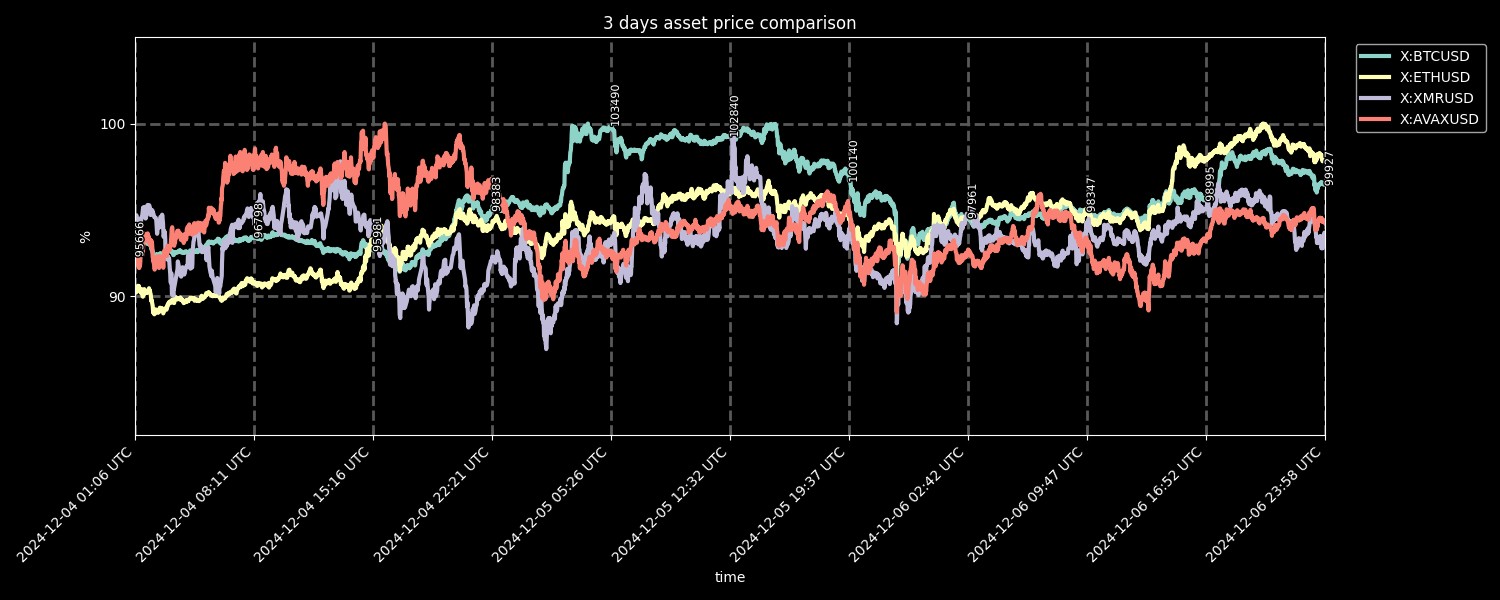 3 days asset price comparison
X:BTCUSD
X:ETHUSD
X:XMRUSD
X:AVAXUSD
100
90
%
95666
96798
95981
98383
103490
102840
100140
97961
98347
98995
99927
2024-12-04 01:06 UTC
2024-12-04 08:11 UTC
2024-12-04 15:16 UTC
2024-12-04 22:21 UTC
2024-12-05 05:26 UTC
2024-12-05 12:32 UTC
2024-12-05 19:37 UTC
2024-12-06 02:42 UTC
2024-12-06 09:47 UTC
2024-12-06 16:52 UTC
2024-12-06 23:58 UTC
time